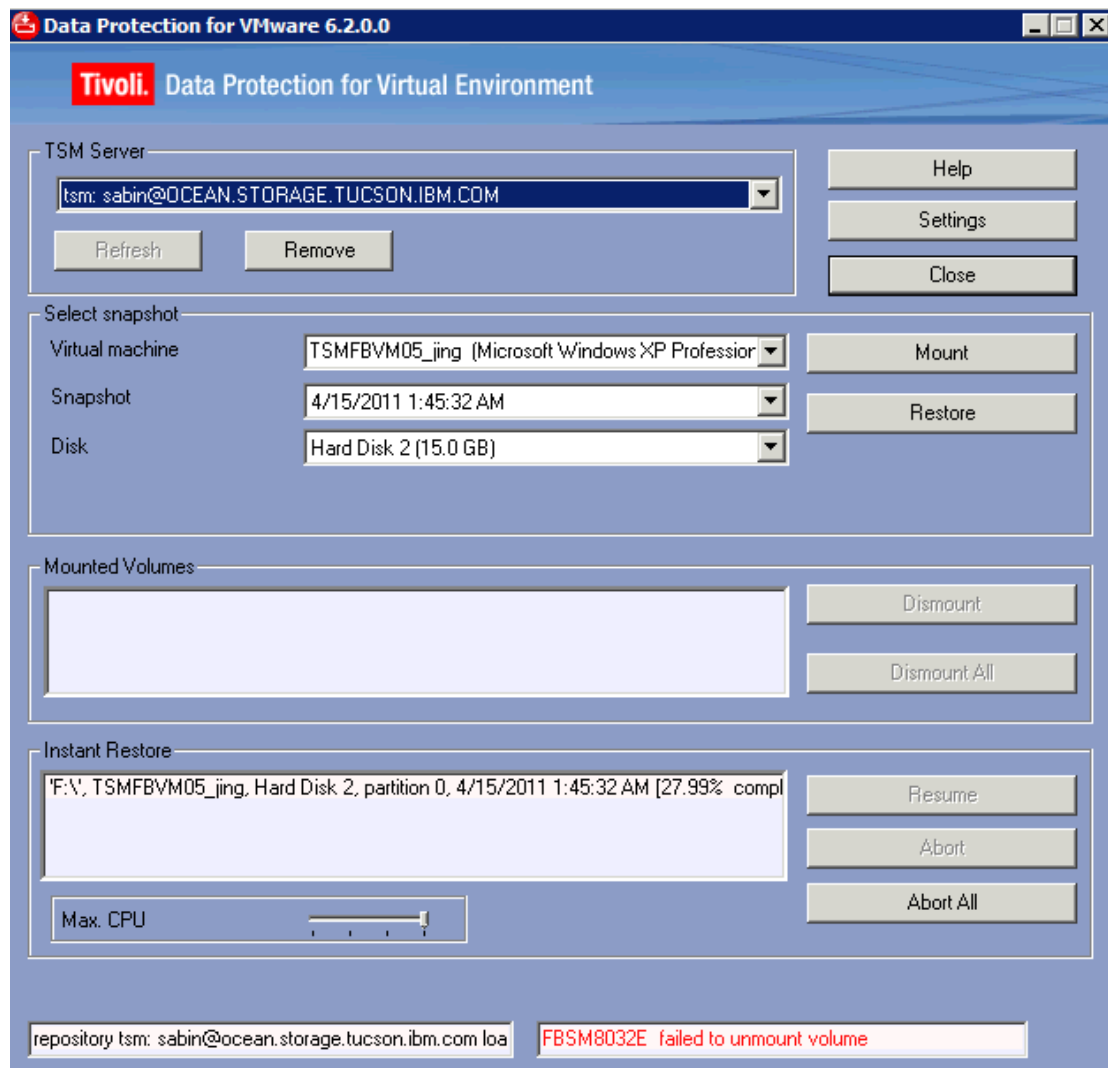 Data Protection for VMware 6.2.0.0
Tivoli. Data Protection for Virtual Environment
TSM Server
tsm: sabin@OCEAN.STORAGE.TUCSON.IBM.COM
Refresh
Remove
Help
Settings
Close
Select snapshot
Virtual machine
TSMFBVM05_jing (Microsoft Windows XP Profession
Mount
Snapshot
4/15/2011 1:45:32 AM
Restore
Disk
Hard Disk 2 (15.0 GB)
Mounted Volumes
Dismount
Dismount All
Instant Restore
'F:\', TSMFBVM05_jing, Hard Disk 2, partition 0, 4/15/2011 1:45:32 AM [27.99% compl
Resume
Abort
Abort All
Max. CPU
repository tsm: sabin@ocean.storage.tucson.ibm.com loa
FBSM8032E failed to unmount volume